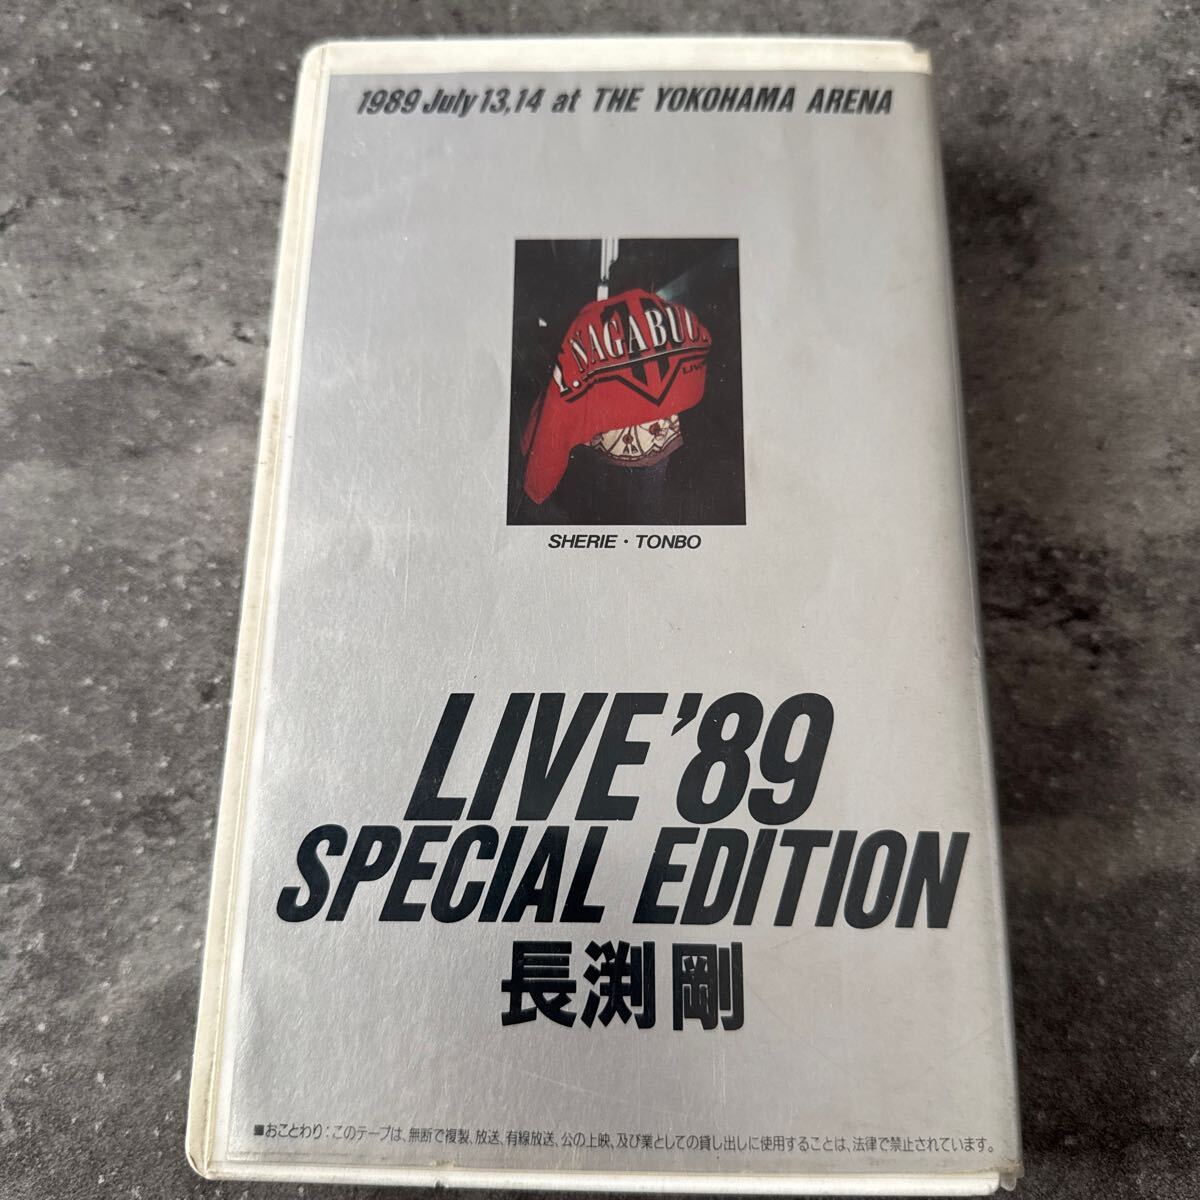 1989 July 13,14 at THE YOKOHAMA ARENA
T. NAGABUC
LIVE
SHERIE・TONBO
LIVE'89
SPECIAL EDITION
長渕 剛
■おことわり：このテープは、無断で複製、放送、有線放送、公の上映、及び業としての貸し出しに使用することは、法律で禁止されています。